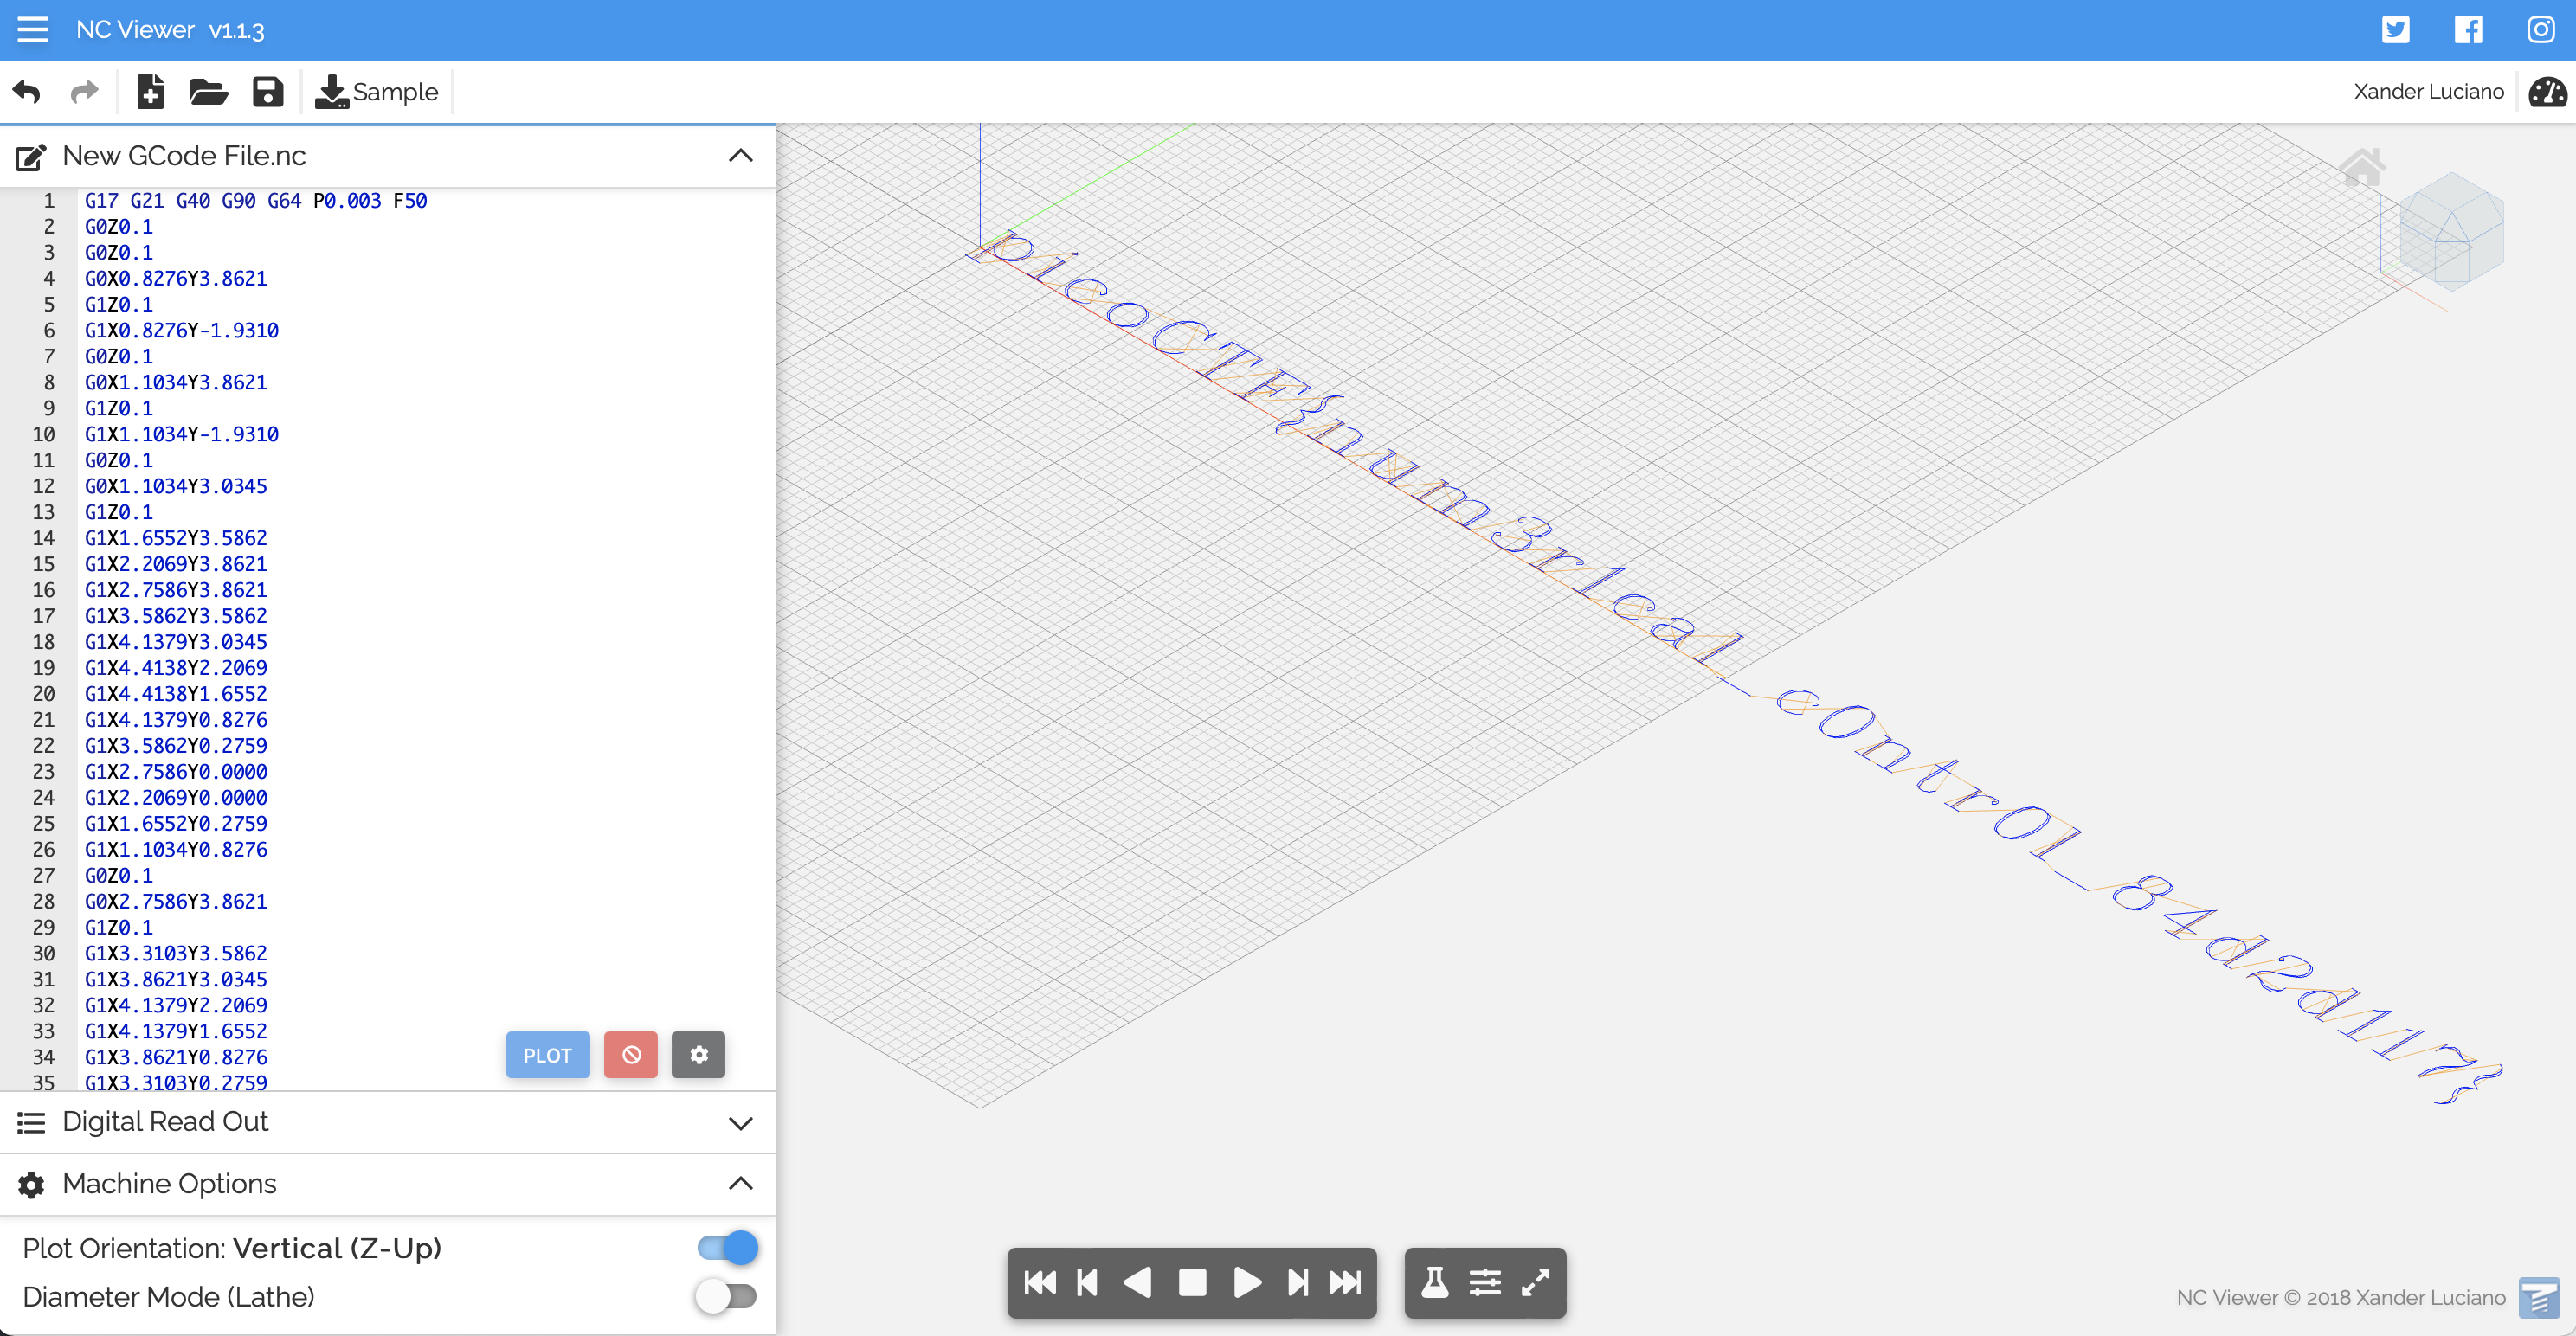 NC Viewer v1.1.3
Sample
Xander Luciano
New GCode File.nc
1 G17 G21 G40 G90 G64 P0.003 F50
2 G0Z0.1
3 G0Z0.1
4 G0X0.8276Y3.8621
5 G1Z0.1
6 G1X0.8276Y-1.9310
7 G0Z0.1
8 G0X1.1034Y3.8621
9 G1Z0.1
10 G1X1.1034Y-1.9310
11 G0Z0.1
12 G0X1.1034Y3.0345
13 G1Z0.1
14 G1X1.6552Y3.5862
15 G1X2.2069Y3.8621
16 G1X2.7586Y3.8621
17 G1X3.5862Y3.5862
18 G1X4.1379Y3.0345
19 G1X4.4138Y2.2069
20 G1X4.4138Y1.6552
21 G1X4.1379Y0.8276
22 G1X3.5862Y0.2759
23 G1X2.7586Y0.0000
24 G1X2.2069Y0.0000
25 G1X1.6552Y0.2759
26 G1X1.1034Y0.8276
27 G0Z0.1
28 G0X2.7586Y3.8621
29 G1Z0.1
30 G1X3.3103Y3.5862
31 G1X3.8621Y3.0345
32 G1X4.1379Y2.2069
33 G1X4.1379Y1.6552
34 G1X3.8621Y0.8276
35 G1X3.3103Y0.2759
PLOT
Digital Read Out
Machine Options
Plot Orientation: Vertical (Z-Up)
Diameter Mode (Lathe)
picoCTF{num3r1cal_c0ntr0l_84d2d117}
NC Viewer © 2018 Xander Luciano